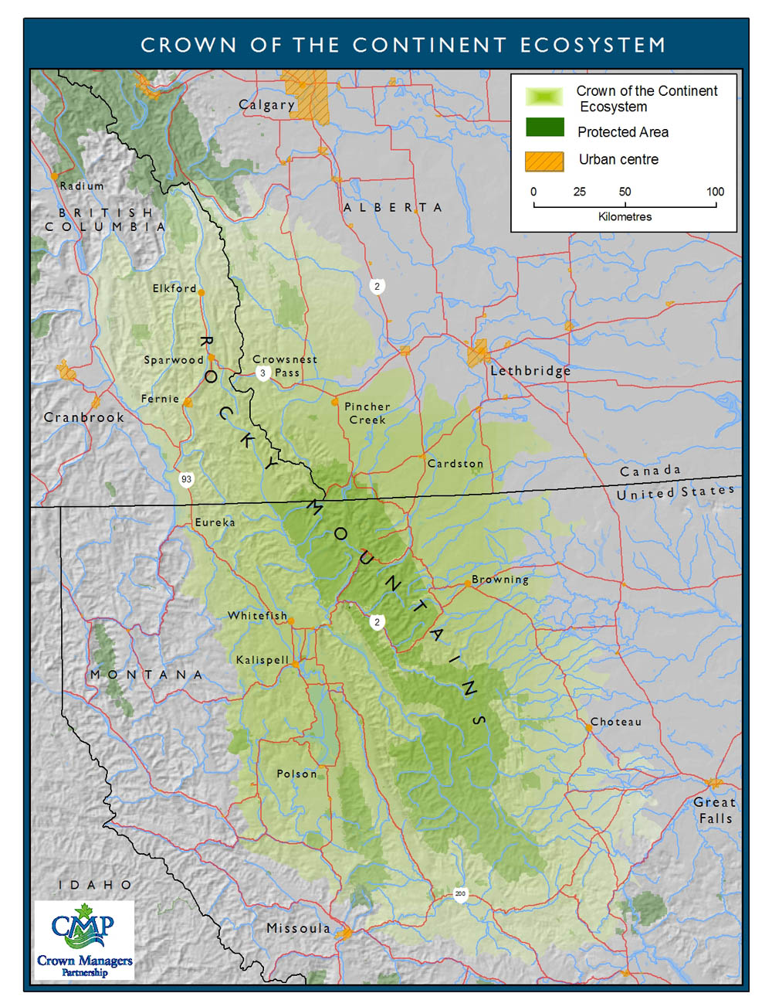 CROWN OF THE CONTINENT ECOSYSTEM
Crown of the Continent
Ecosystem
Protected Area
Urban centre
0 25 50 100
Kilometres
Calgary
Radium
BRITISH
COLUMBIA
ALBERTA
2
Elkford
ROCKY
Sparwood
Crowsnest
Pass
3
Lethbridge
Fernie
Pincher
Creek
Cranbrook
Cardston
93
Canada
United States
Eureka
MOUNTAINS
Browning
Whitefish
2
Kalispell
MONTANA
Choteau
Polson
Great
Falls
IDAHO
200
Missoula
CMP
Crown Managers
Partnership